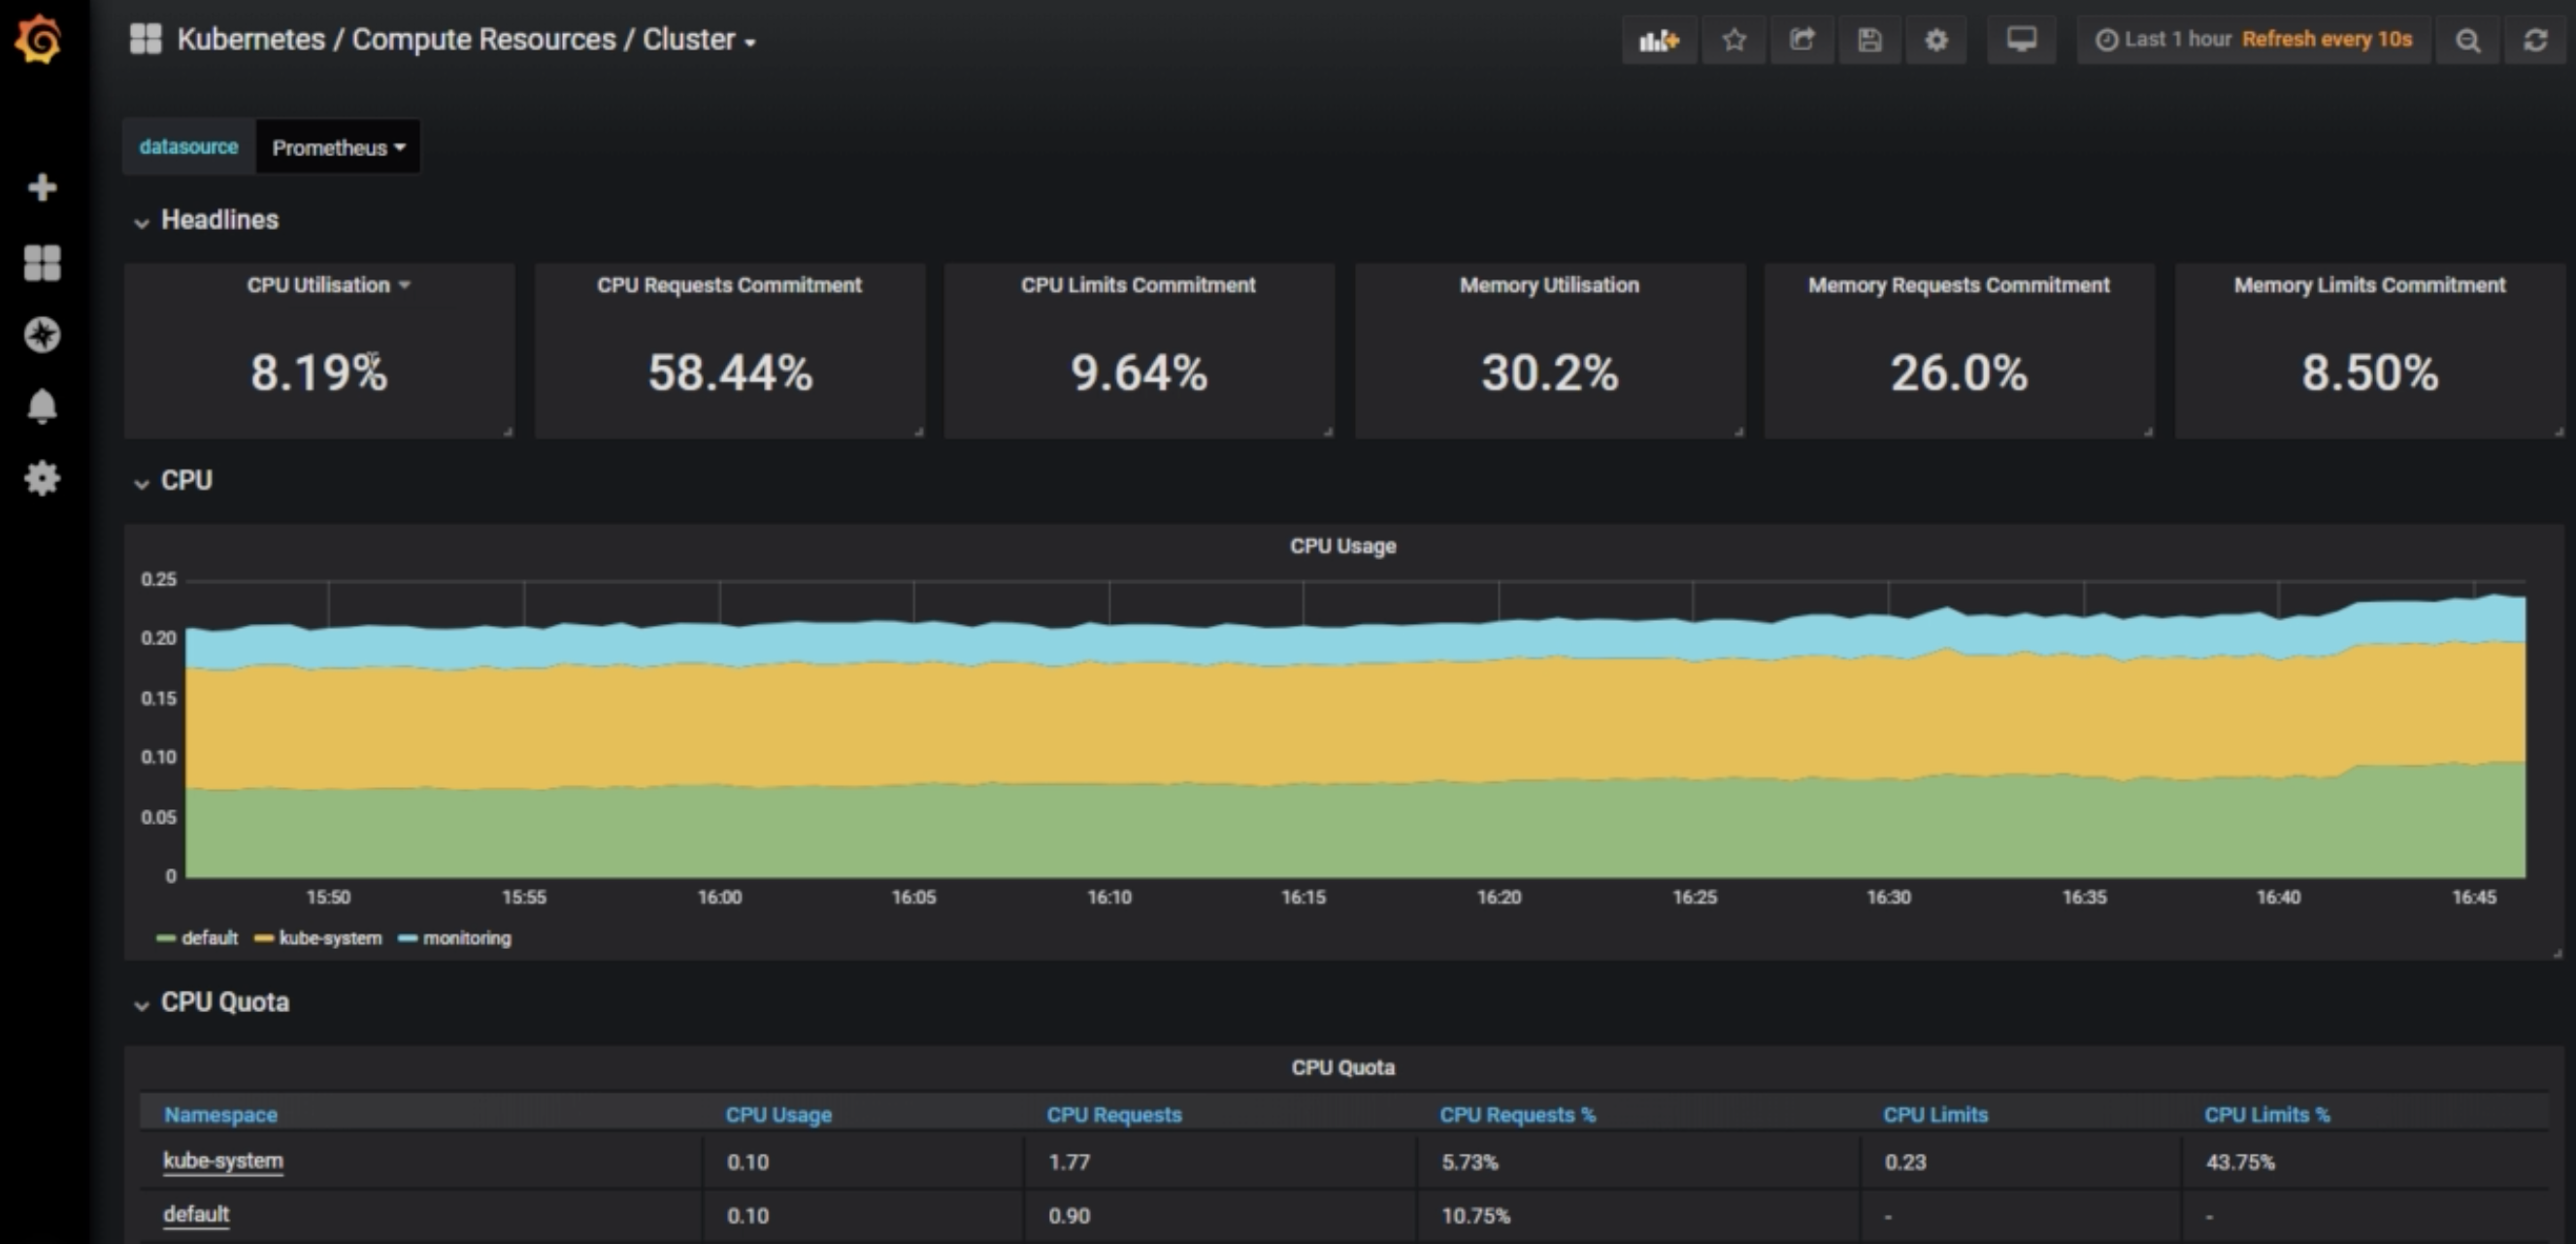 Kubernetes / Compute Resources / Cluster
Last 1 hour Refresh every 10s
datasource Prometheus
Headlines
CPU Utilisation
8.19%
CPU Requests Commitment
58.44%
CPU Limits Commitment
9.64%
Memory Utilisation
30.2%
Memory Requests Commitment
26.0%
Memory Limits Commitment
8.50%
CPU
CPU Usage
0.25
0.20
0.15
0.10
0.05
0
15:50 15:55 16:00 16:05 16:10 16:15 16:20 16:25 16:30 16:35 16:40 16:45
default kube-system monitoring
CPU Quota
CPU Quota
Namespace CPU Usage CPU Requests CPU Requests % CPU Limits CPU Limits %
kube-system 0.10 1.77 5.73% 0.23 43.75%
default 0.10 0.90 10.75% - -